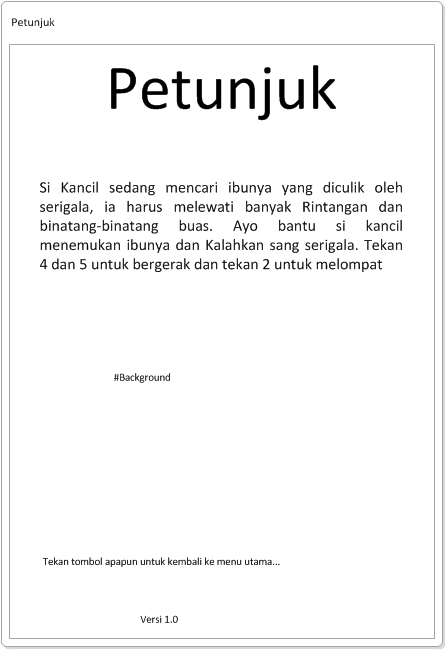 Petunjuk
Petunjuk
Si Kancil sedang mencari ibunya yang diculik oleh
serigala, ia harus melewati banyak Rintangan dan
binatang-binatang buas. Ayo bantu si kancil
menemukan ibunya dan Kalahkan sang serigala. Tekan
4 dan 5 untuk bergerak dan tekan 2 untuk melompat
#Background
Tekan tombol apapun untuk kembali ke menu utama...
Versi 1.0